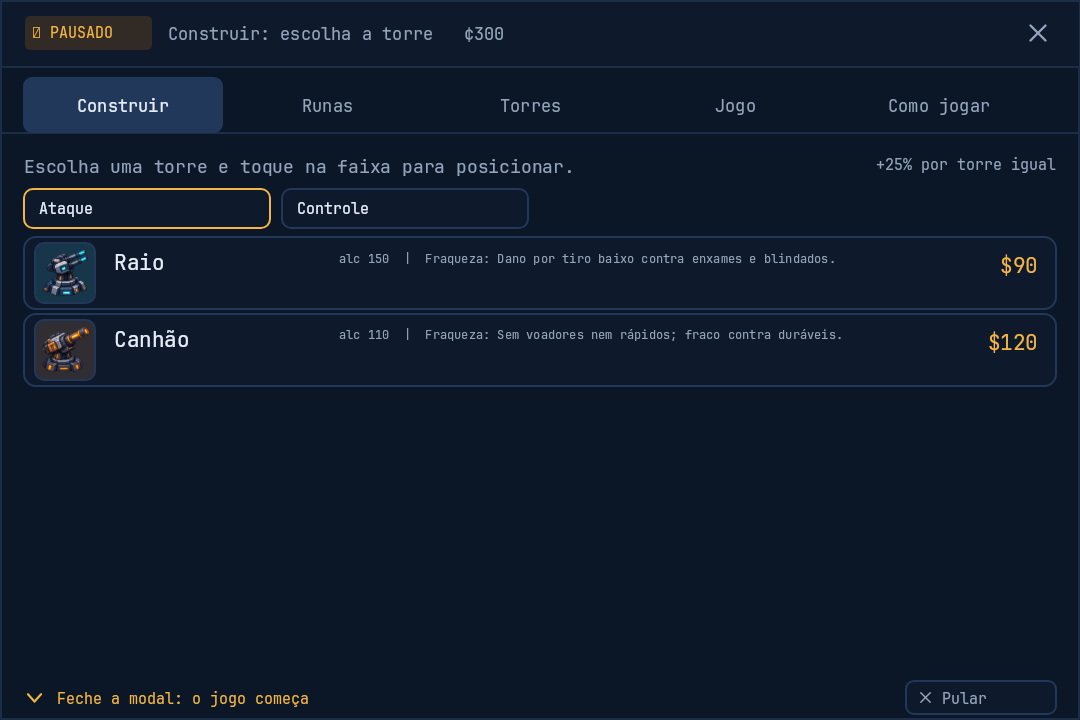 PAUSADO Construir: escolha a torre $300
Construir Runas Torres Jogo Como jogar
Escolha uma torre e toque na faixa para posicionar. +25% por torre igual
Ataque Controle
Raio alc 150 | Fraqueza: Dano por tiro baixo contra enxames e blindados. $90
Canhão alc 110 | Fraqueza: Sem voadores nem rápidos; fraco contra duráveis. $120
Feche a modal: o jogo começa Pular